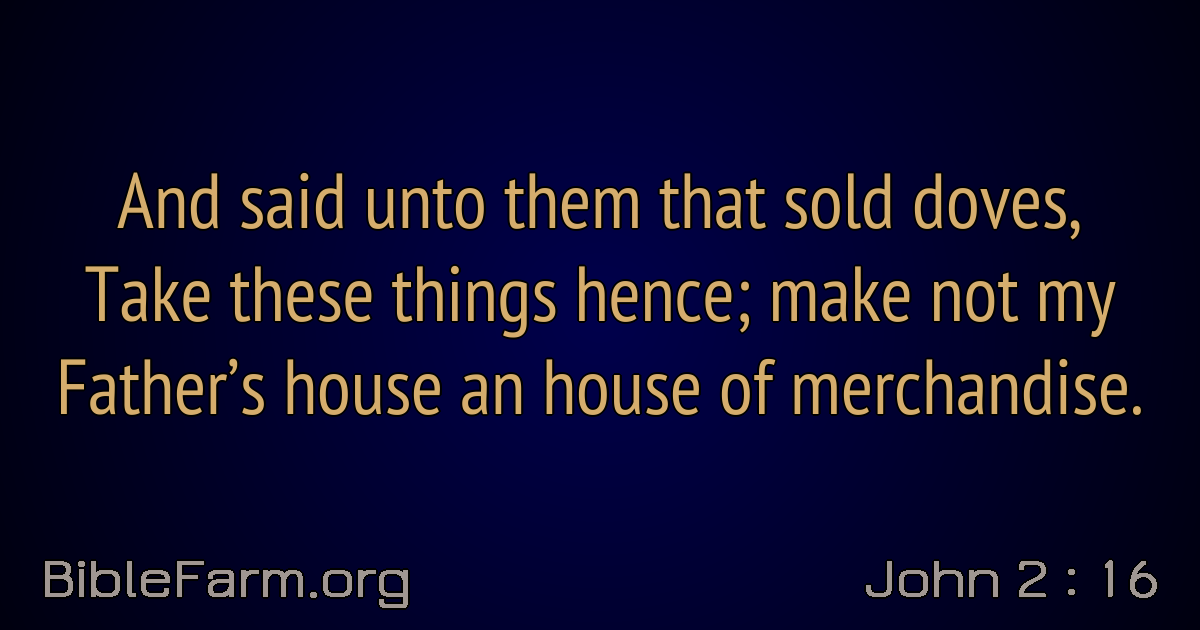 And said unto them that sold doves,
Take these things hence; make not my
Father’s house an house of merchandise.
BibleFarm.org
John 2 : 16